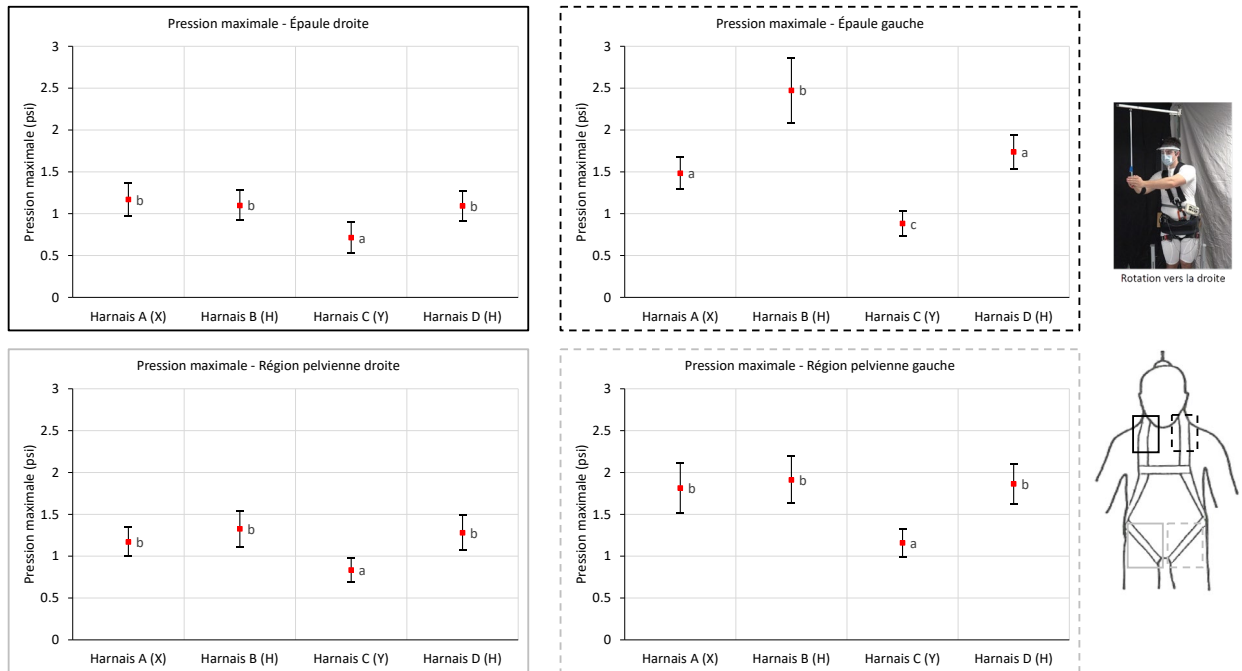 Pression maximale - Épaule droite
Pression maximale (psi)
3
2.5
2
1.5
1
0.5
0
b
b
a
b
Harnais A (X) Harnais B (H) Harnais C (Y) Harnais D (H)
Pression maximale - Épaule gauche
Pression maximale (psi)
3
2.5
2
1.5
1
0.5
0
a
b
c
a
Harnais A (X) Harnais B (H) Harnais C (Y) Harnais D (H)
Rotation vers la droite
Pression maximale - Région pelvienne droite
Pression maximale (psi)
3
2.5
2
1.5
1
0.5
0
b
b
a
b
Harnais A (X) Harnais B (H) Harnais C (Y) Harnais D (H)
Pression maximale - Région pelvienne gauche
Pression maximale (psi)
3
2.5
2
1.5
1
0.5
0
b
b
a
b
Harnais A (X) Harnais B (H) Harnais C (Y) Harnais D (H)